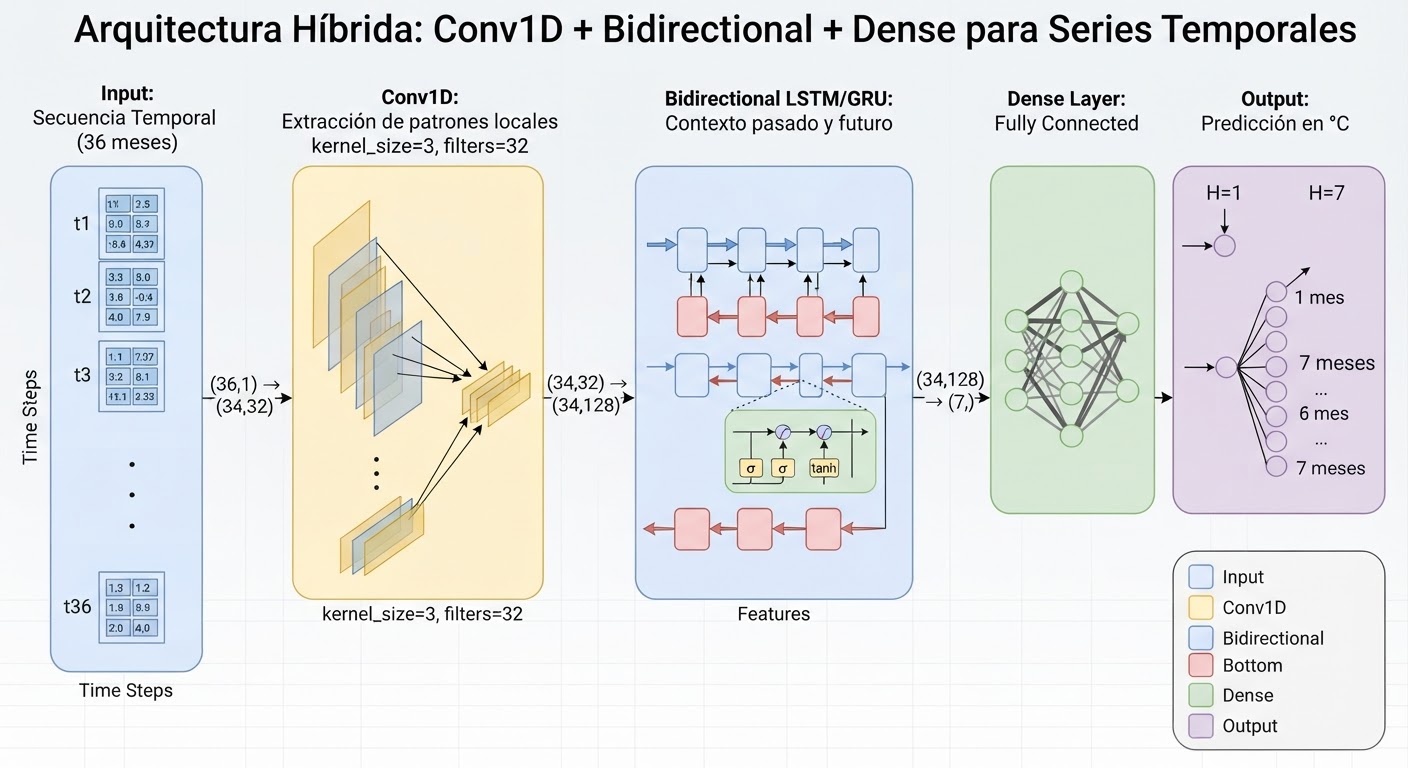 Arquitectura Híbrida: Conv1D + Bidirectional + Dense para Series Temporales
Input:
Secuencia Temporal
(36 meses)
Conv1D:
Extracción de patrones locales
kernel_size=3, filters=32
Bidirectional LSTM/GRU:
Contexto pasado y futuro
Dense Layer:
Fully Connected
Output:
Predicción en °C
Time Steps
t1
2.5
9.0 8.3
-8.6 4,37
t2
3.3 8.0
3.6 -0.4
4.0 7.9
t3
1.1 7.37
3.2 8.1
2.33
t36
1.3 1.2
1.9 8.9
2.0 4,0
Time Steps
(36,1) →
(34,32)
kernel_size=3, filters=32
(34,32) →
(34,128)
σ σ tanh
Features
(34,128)
→ (7,)
H=1 H=7
1 mes
7 meses
...
6 mes
...
7 meses
Input
Conv1D
Bidirectional
Bottom
Dense
Output